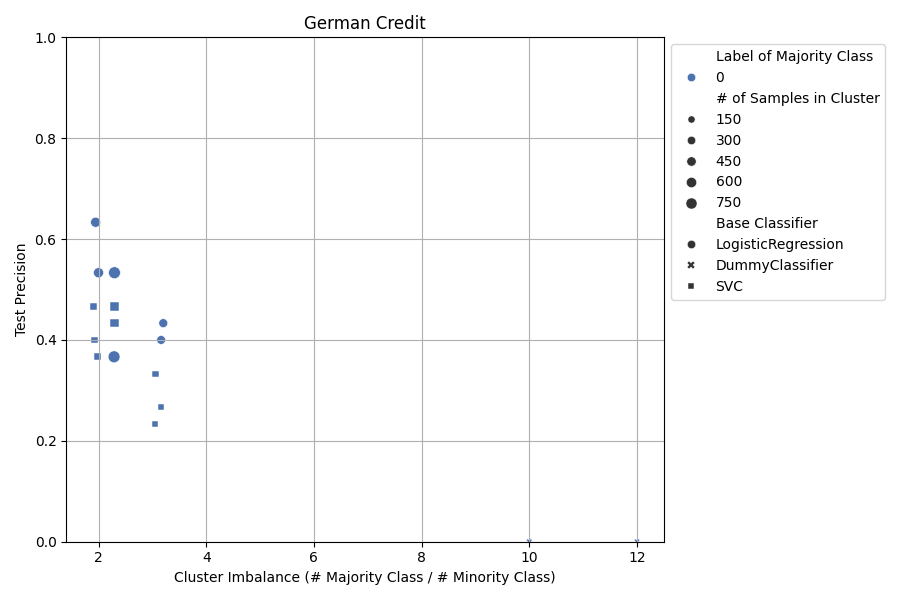 German Credit
1.0
0.8
0.6
0.4
0.2
0.0
Test Precision
2 4 6 8 10 12
Cluster Imbalance (# Majority Class / # Minority Class)
Label of Majority Class
0
# of Samples in Cluster
150
300
450
600
750
Base Classifier
LogisticRegression
DummyClassifier
SVC